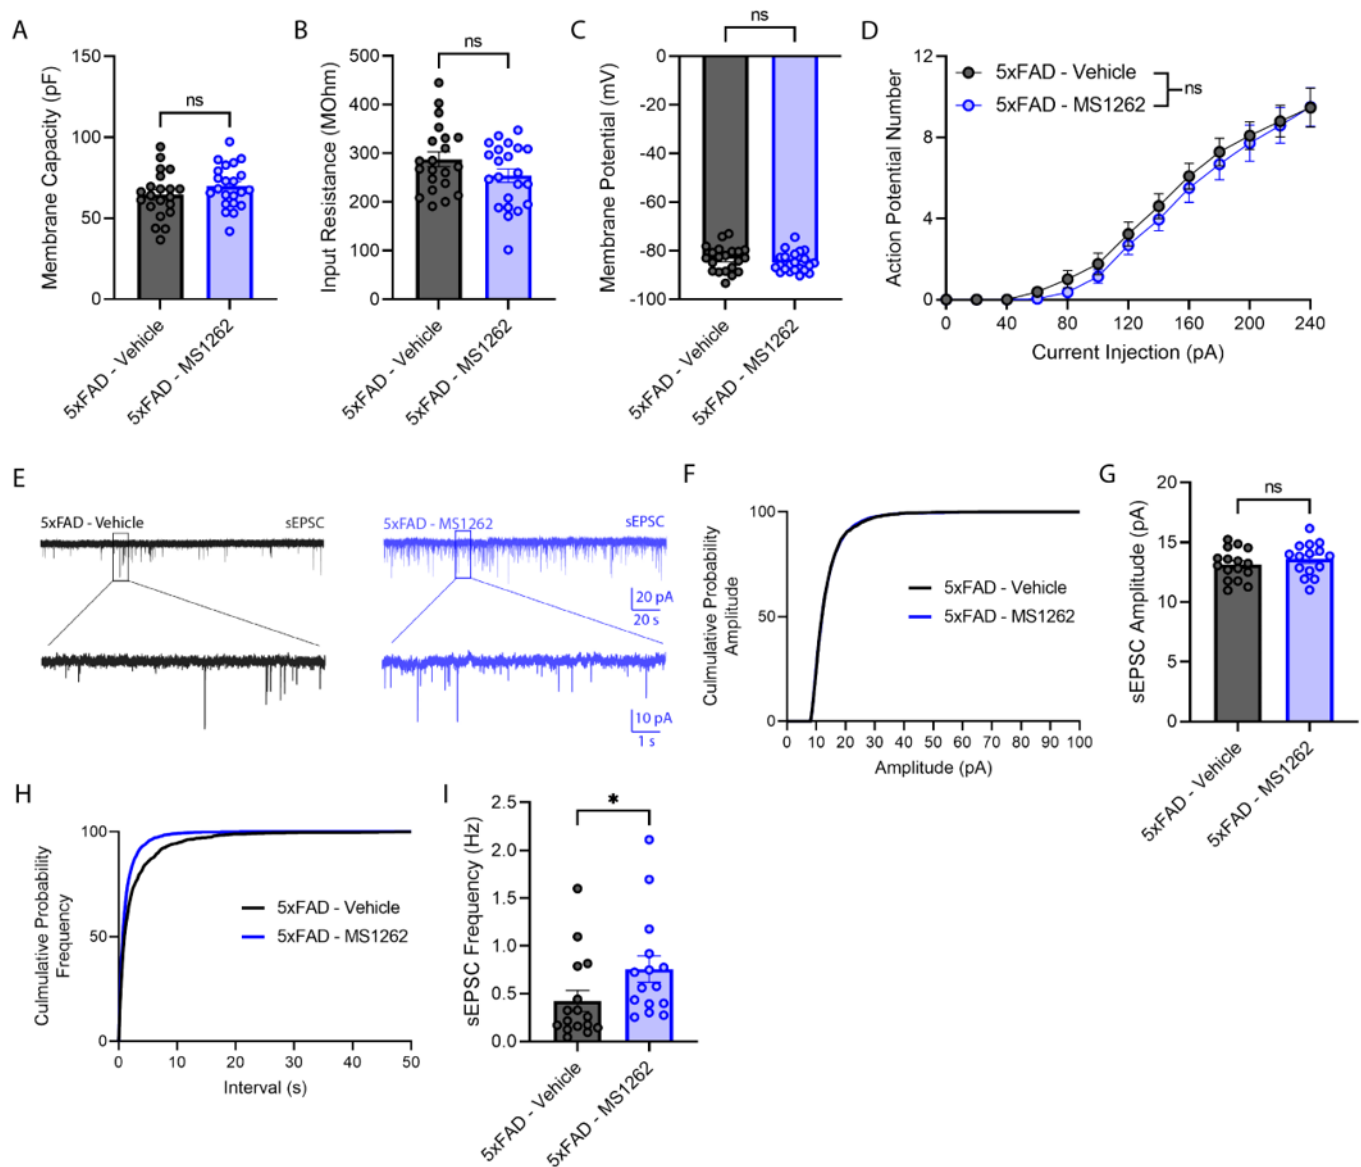 A
Membrane Capacity (pF)
150
100
50
0
ns
5xFAD - Vehicle
5xFAD - MS1262
B
Input Resistance (MOhm)
500
400
300
200
100
0
ns
5xFAD - Vehicle
5xFAD - MS1262
C
Membrane Potential (mV)
0
-20
-40
-60
-80
-100
ns
5xFAD - Vehicle
5xFAD - MS1262
D
Action Potential Number
12
8
4
0
5xFAD - Vehicle
5xFAD - MS1262
ns
0 40 80 120 160 200 240
Current Injection (pA)
E
5xFAD - Vehicle sEPSC
5xFAD - MS1262 sEPSC
20 pA
20 s
10 pA
1 s
F
Culmulative Probability
Amplitude
100
50
0
5xFAD - Vehicle
5xFAD - MS1262
0 10 20 30 40 50 60 70 80 90 100
Amplitude (pA)
G
sEPSC Amplitude (pA)
20
15
10
5
0
ns
5xFAD - Vehicle
5xFAD - MS1262
H
Culmulative Probability
Frequency
100
50
0
5xFAD - Vehicle
5xFAD - MS1262
0 10 20 30 40 50
Interval (s)
I
sEPSC Frequency (Hz)
2.5
2.0
1.5
1.0
0.5
0.0
*
5xFAD - Vehicle
5xFAD - MS1262